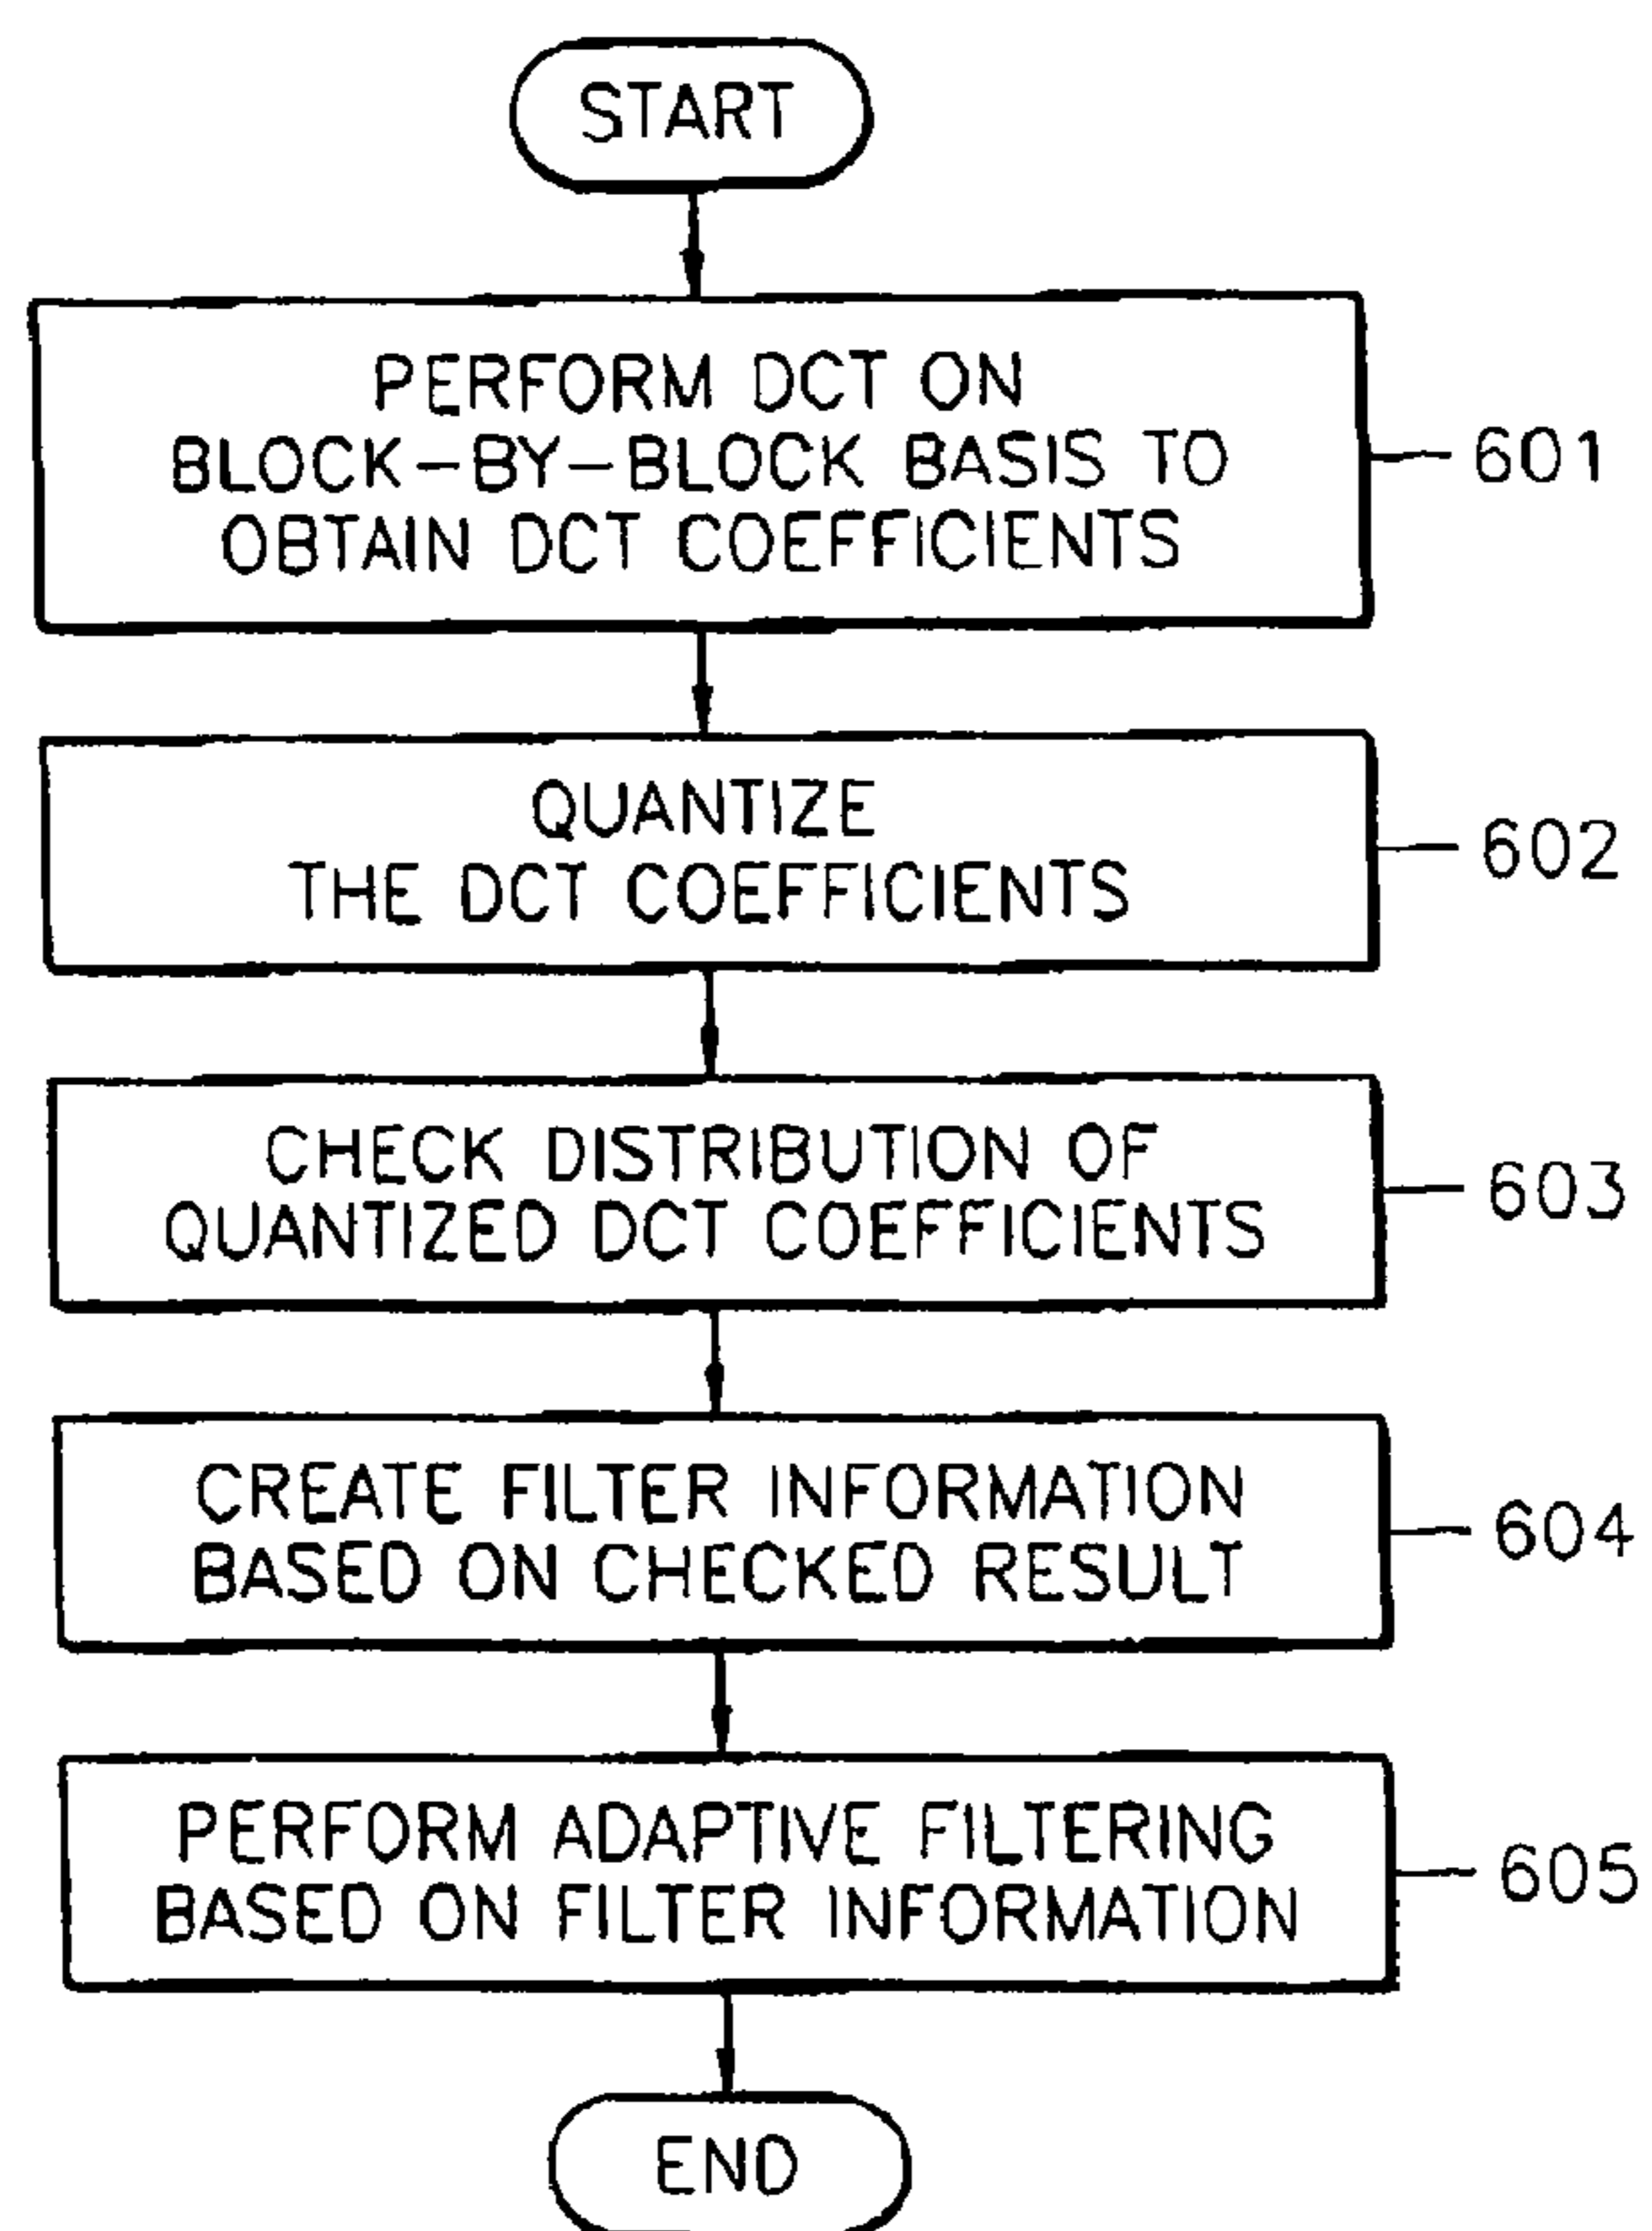 START
PERFORM DCT ON
BLOCK-BY-BLOCK BASIS TO
OBTAIN DCT COEFFICIENTS
601
QUANTIZE
THE DCT COEFFICIENTS
602
CHECK DISTRIBUTION OF
QUANTIZED DCT COEFFICIENTS
603
CREATE FILTER INFORMATION
BASED ON CHECKED RESULT
604
PERFORM ADAPTIVE FILTERING
BASED ON FILTER INFORMATION
605
END